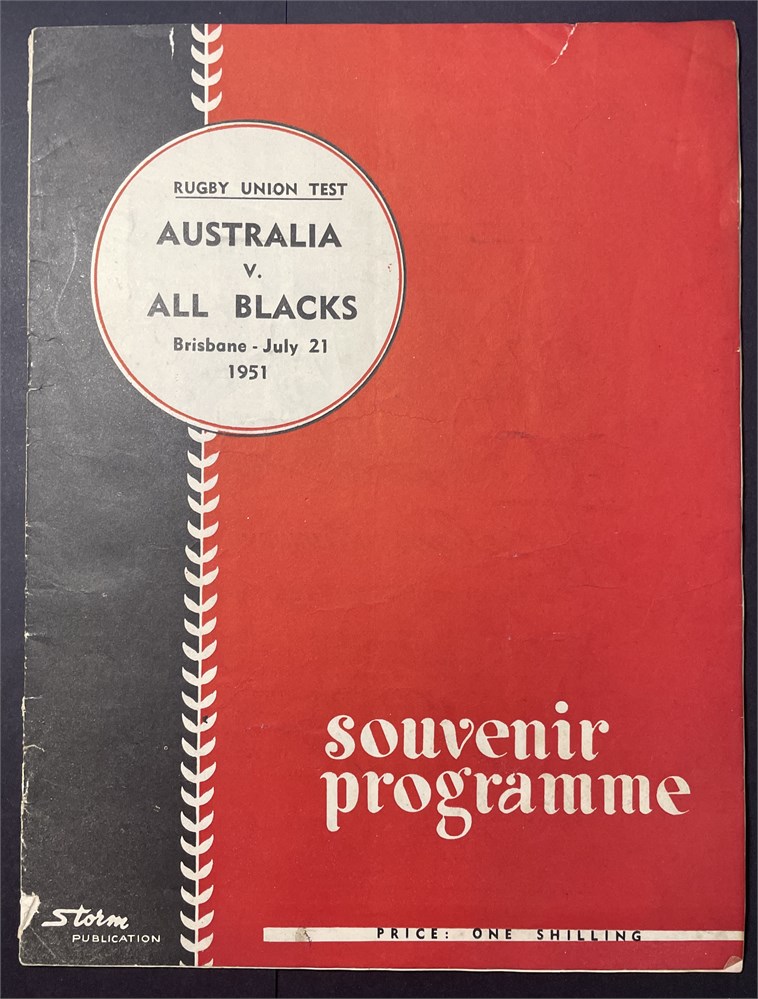 RUGBY UNION TEST
AUSTRALIA
V.
ALL BLACKS
Brisbane - July 21
1951
souvenir
programme
Storm
PUBLICATION
PRICE: ONE SHILLING